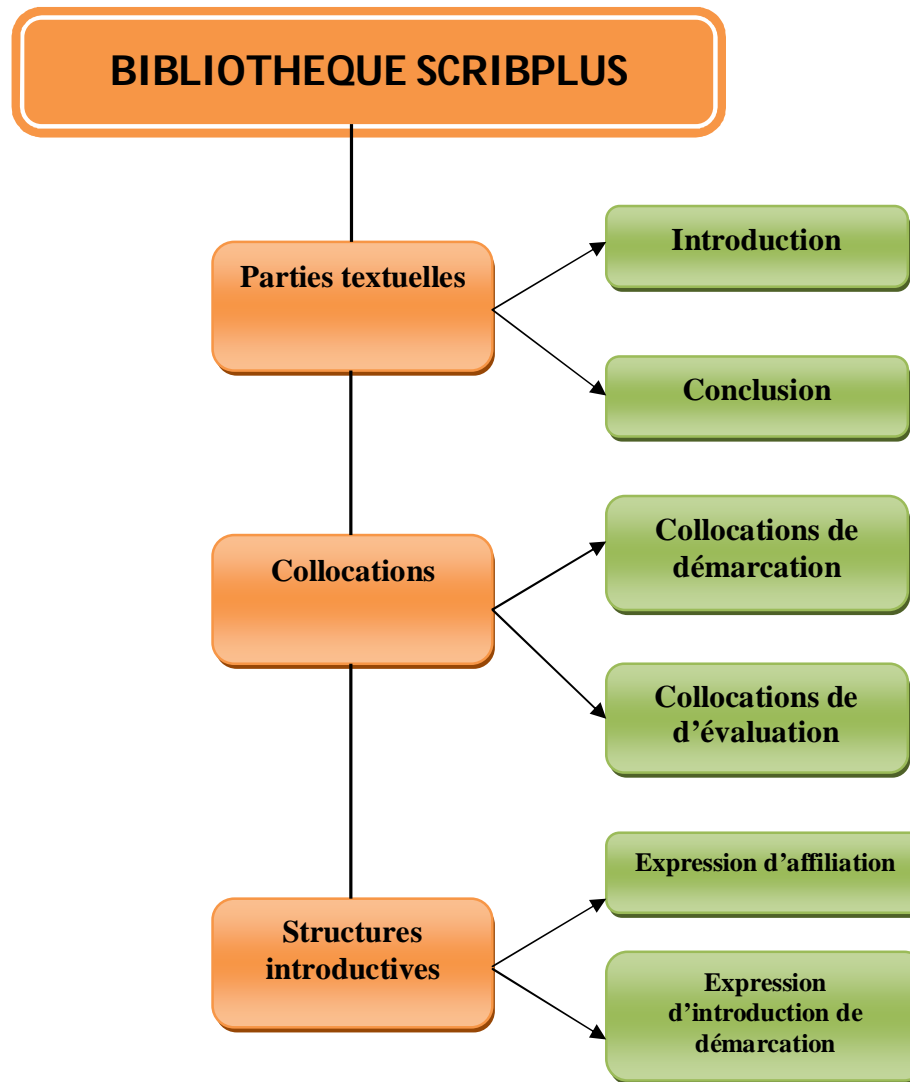 BIBLIOTHEQUE SCRIBPLUS
Parties textuelles
Introduction
Conclusion
Collocations
Collocations de
démarcation
Collocations de
d’évaluation
Structures
introductives
Expression d’affiliation
Expression
d’introduction de
démarcation